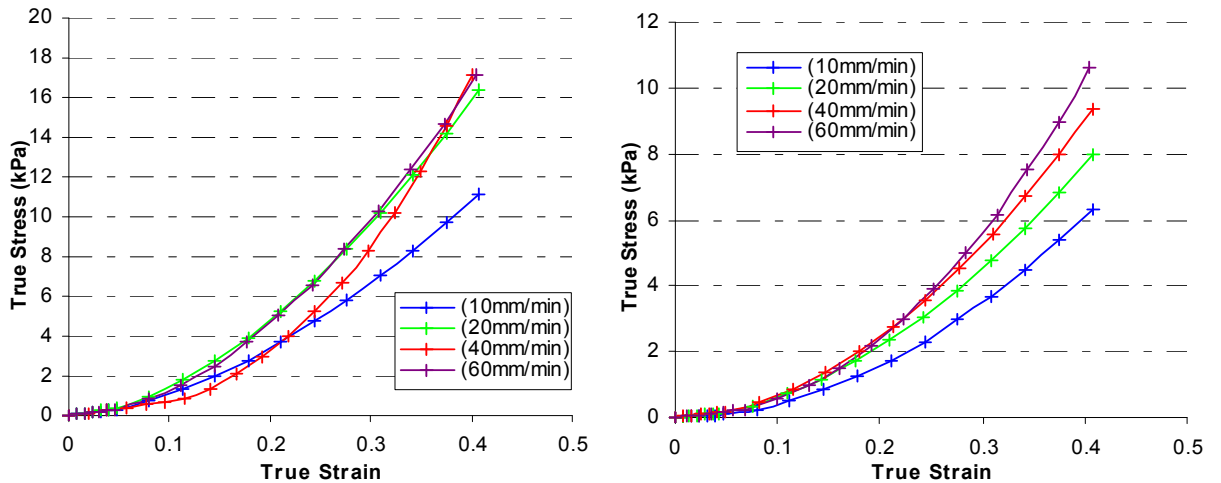 20
18
16
14
12
10
8
6
4
2
0
True Stress (kPa)
(10mm/min)
(20mm/min)
(40mm/min)
(60mm/min)
0
0.1
0.2
0.3
0.4
0.5
True Strain
12
10
8
6
4
2
0
True Stress (kPa)
(10mm/min)
(20mm/min)
(40mm/min)
(60mm/min)
0
0.1
0.2
0.3
0.4
0.5
True Strain